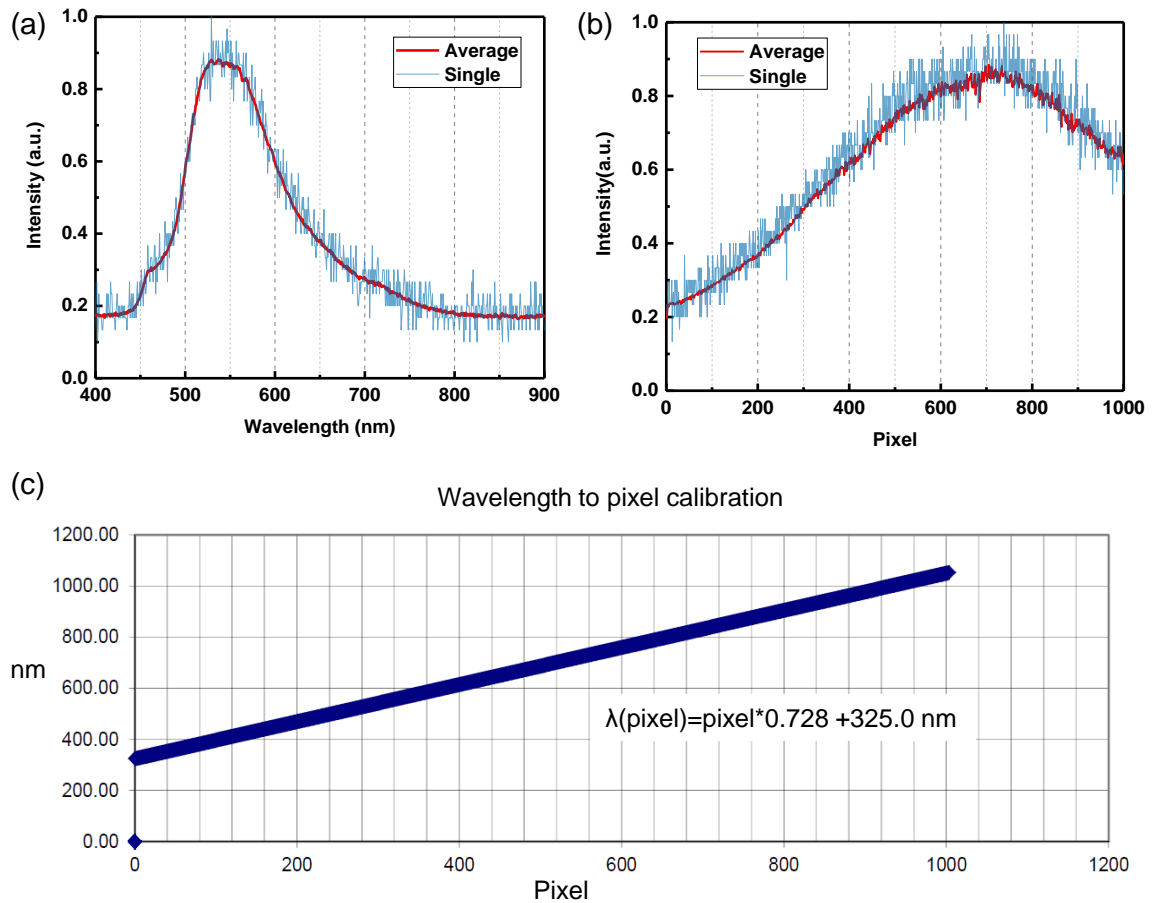 (a)
1.0
0.8
0.6
0.4
0.2
0.0
Intensity (a.u.)
Average
Single
400 500 600 700 800 900
Wavelength (nm)
(b)
1.0
0.8
0.6
0.4
0.2
0.0
Intensity(a.u.)
Average
Single
0 200 400 600 800 1000
Pixel
(c)
Wavelength to pixel calibration
1200.00
1000.00
800.00
600.00
400.00
200.00
0.00
nm
λ(pixel)=pixel*0.728 +325.0 nm
0 200 400 600 800 1000 1200
Pixel